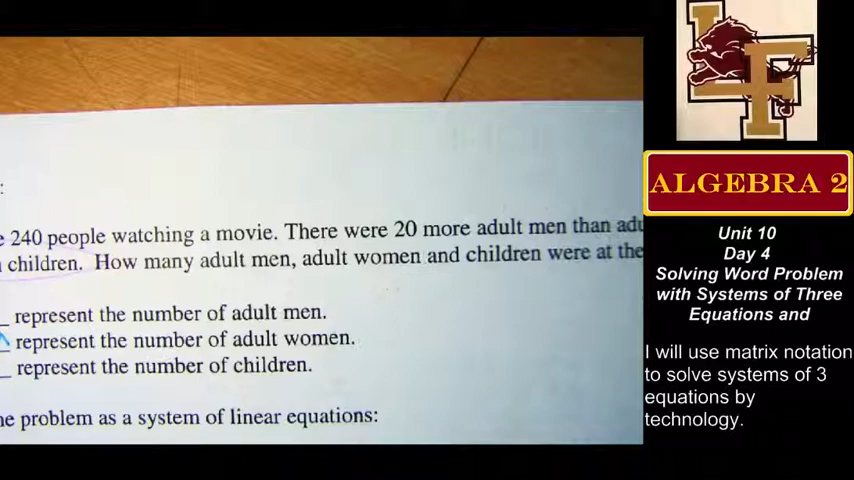 :
240 people watching a movie. There were 20 more adult men than
children. How many adult men, adult women and children were at the
represent the number of adult men.
represent the number of adult women.
represent the number of children.
problem as a system of linear equations:
LF
ALGEBRA 2
Unit 10
Day 4
Solving Word Problem
with Systems of Three
Equations and
I will use matrix notation
to solve systems of 3
equations by
technology.